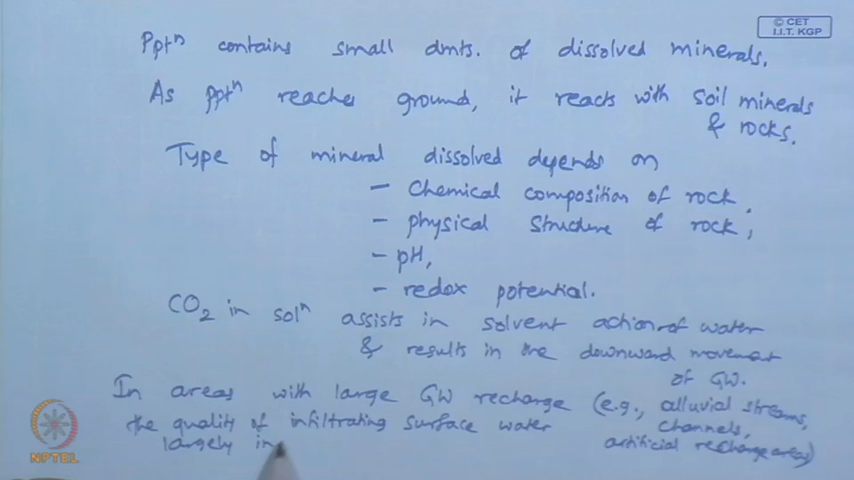 © CET
I.I.T. KGP
Pptⁿ contains small amts. of dissolved minerals.
As pptⁿ reaches ground, it reacts with soil minerals
& rocks.
Type of mineral dissolved depends on
- Chemical composition of rock,
- physical structure of rock,
- pH,
- redox potential.
CO₂ in solⁿ assists in solvent action of water
& results in the downward movement
of GW.
In areas with large GW recharge (e.g., alluvial streams,
channels,
artificial recharge areas)
the quality of infiltrating surface water
largely in
NPTEL